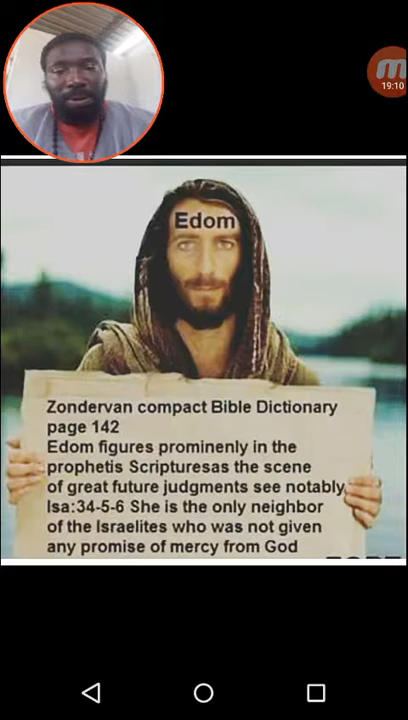 19:10
Edom
Zondervan compact Bible Dictionary
page 142
Edom figures prominenly in the
prophetis Scripturesas the scene
of great future judgments see notably
Isa:34-5-6 She is the only neighbor
of the Israelites who was not given
any promise of mercy from God